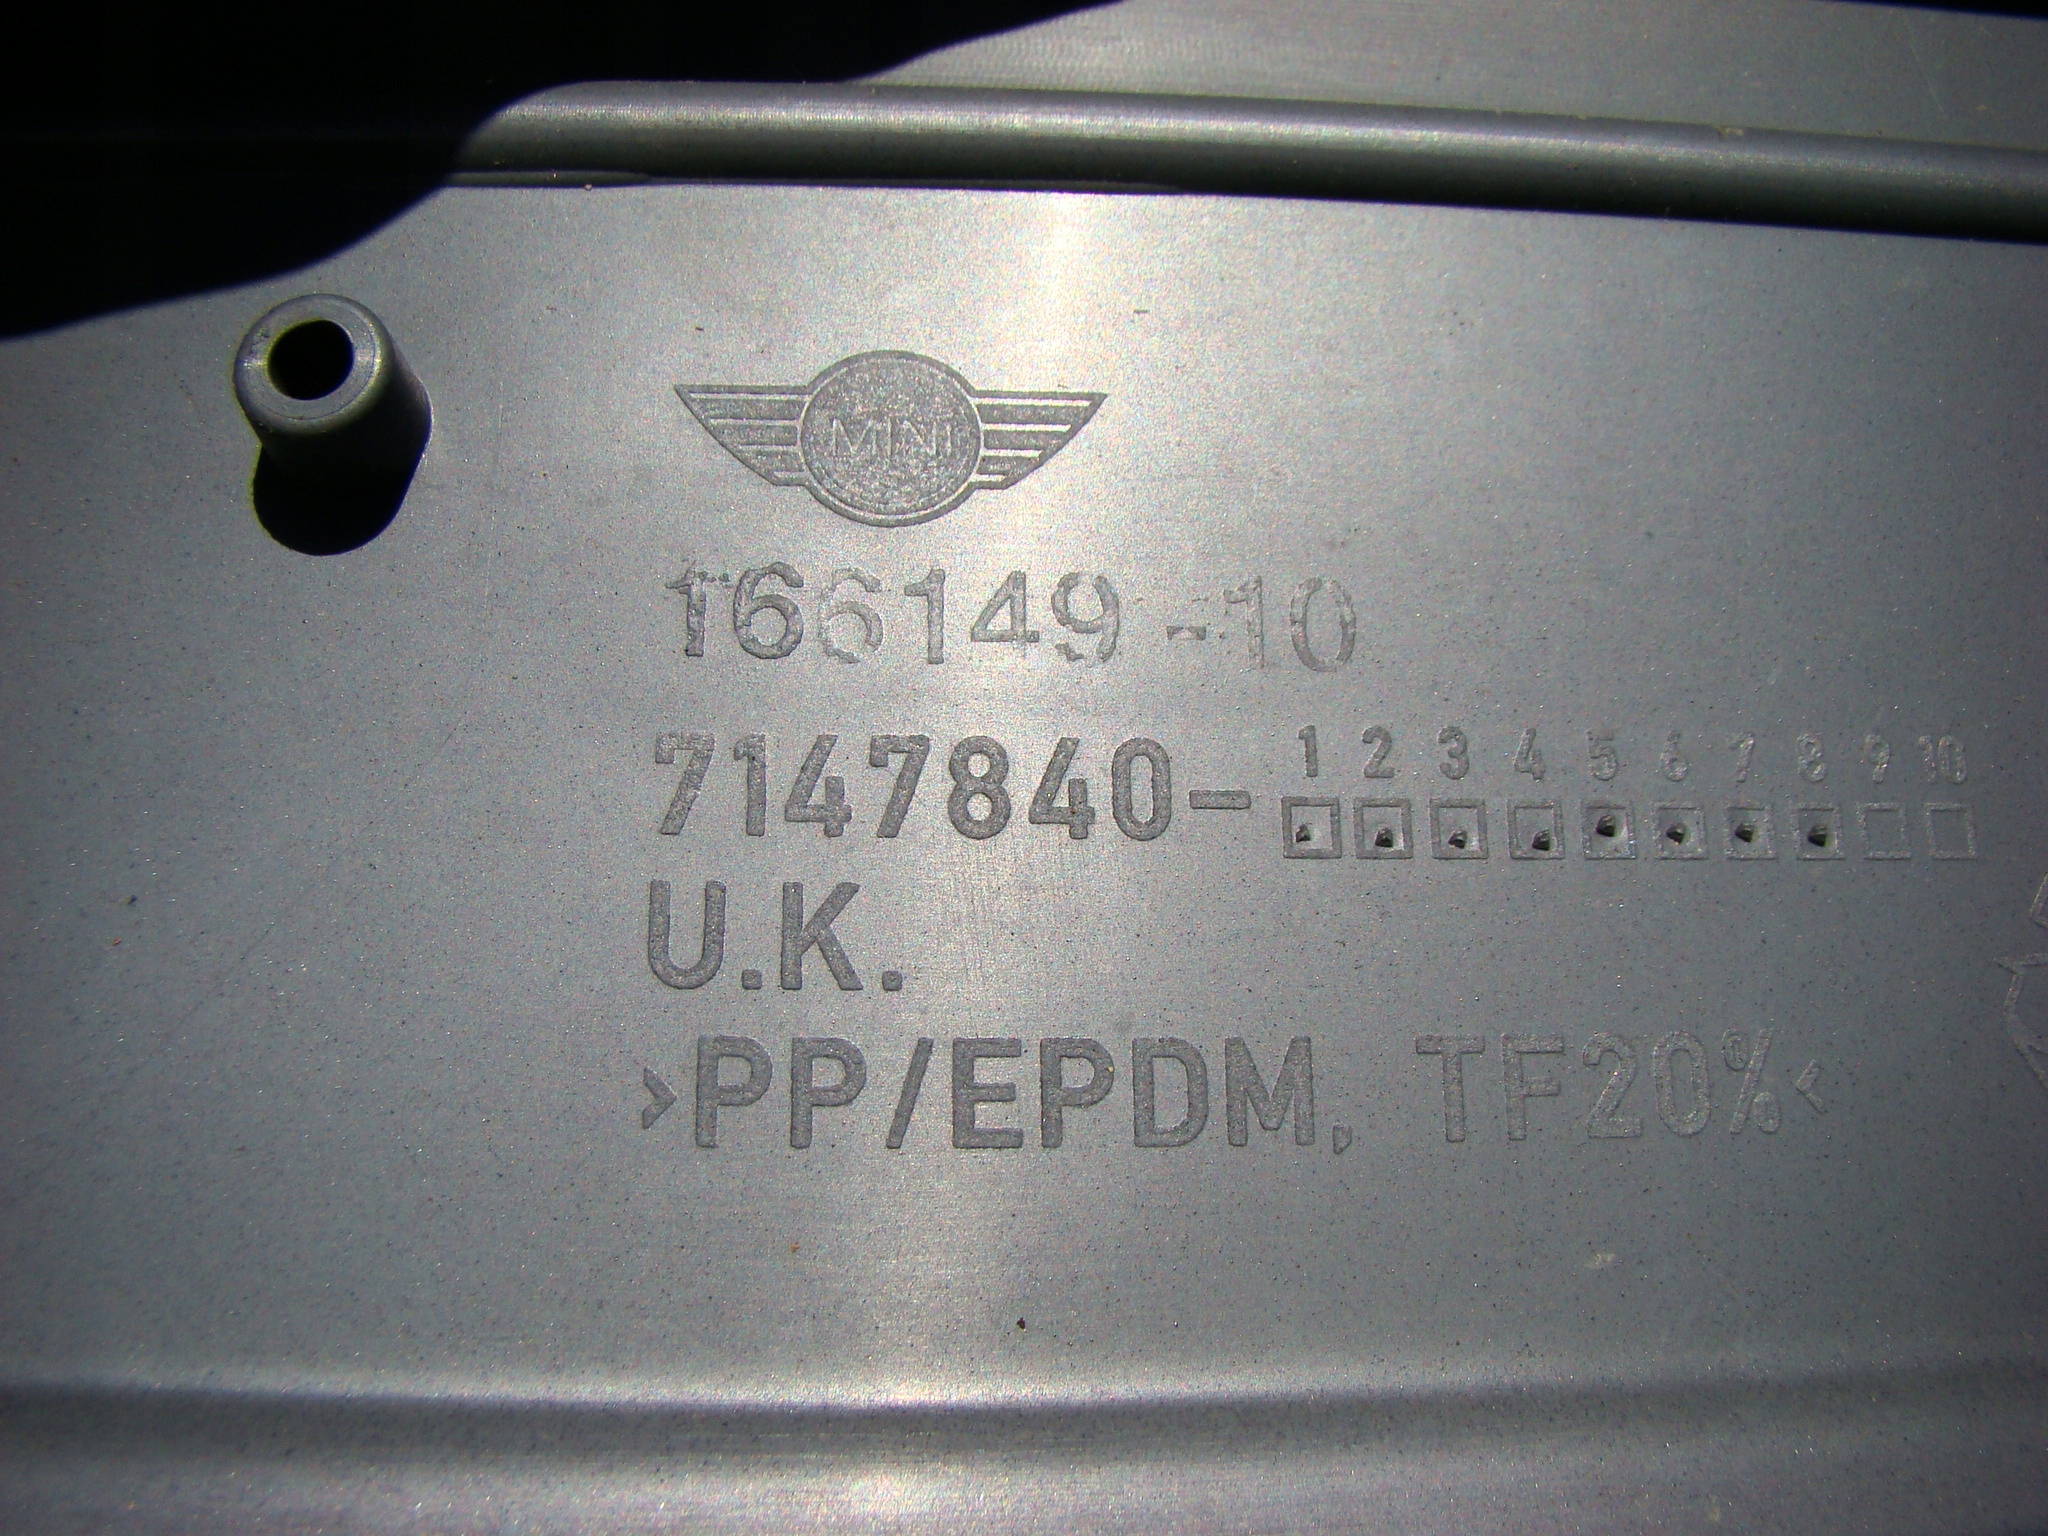 MINI
166149-10
7147840- 1 2 3 4 5 6 7 8 9 10
U.K.
>PP/EPDM, TF20%<